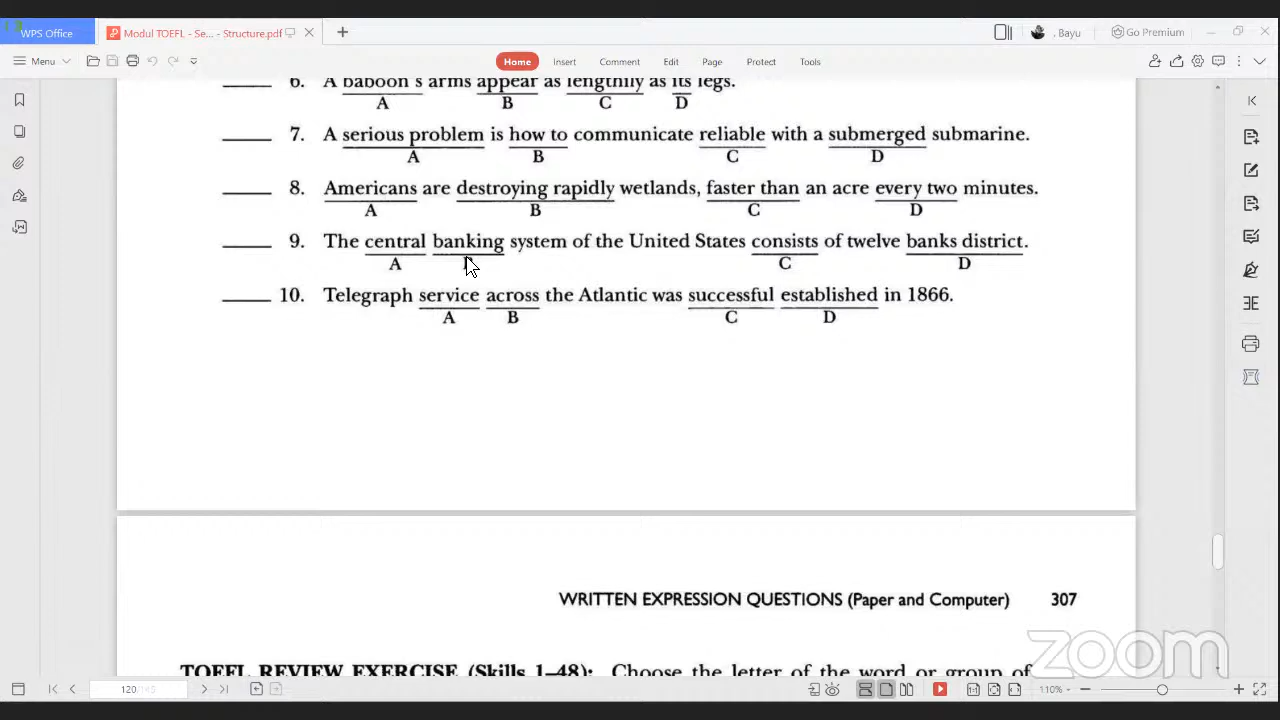 WPS Office
Modul TOEFL - Se... - Structure.pdf
. Bayu
Go Premium
Menu
Home
Insert
Comment
Edit
Page
Protect
Tools
6. A baboon's arms appear as lengthily as its legs.
A B C D
7. A serious problem is how to communicate reliable with a submerged submarine.
A B C D
8. Americans are destroying rapidly wetlands, faster than an acre every two minutes.
A B C D
9. The central banking system of the United States consists of twelve banks district.
A C D
10. Telegraph service across the Atlantic was successful established in 1866.
A B C D
WRITTEN EXPRESSION QUESTIONS (Paper and Computer) 307
TOEFL REVIEW EXERCISE (Skills 1–48): Choose the letter of the word or group of
zoom
120
110%